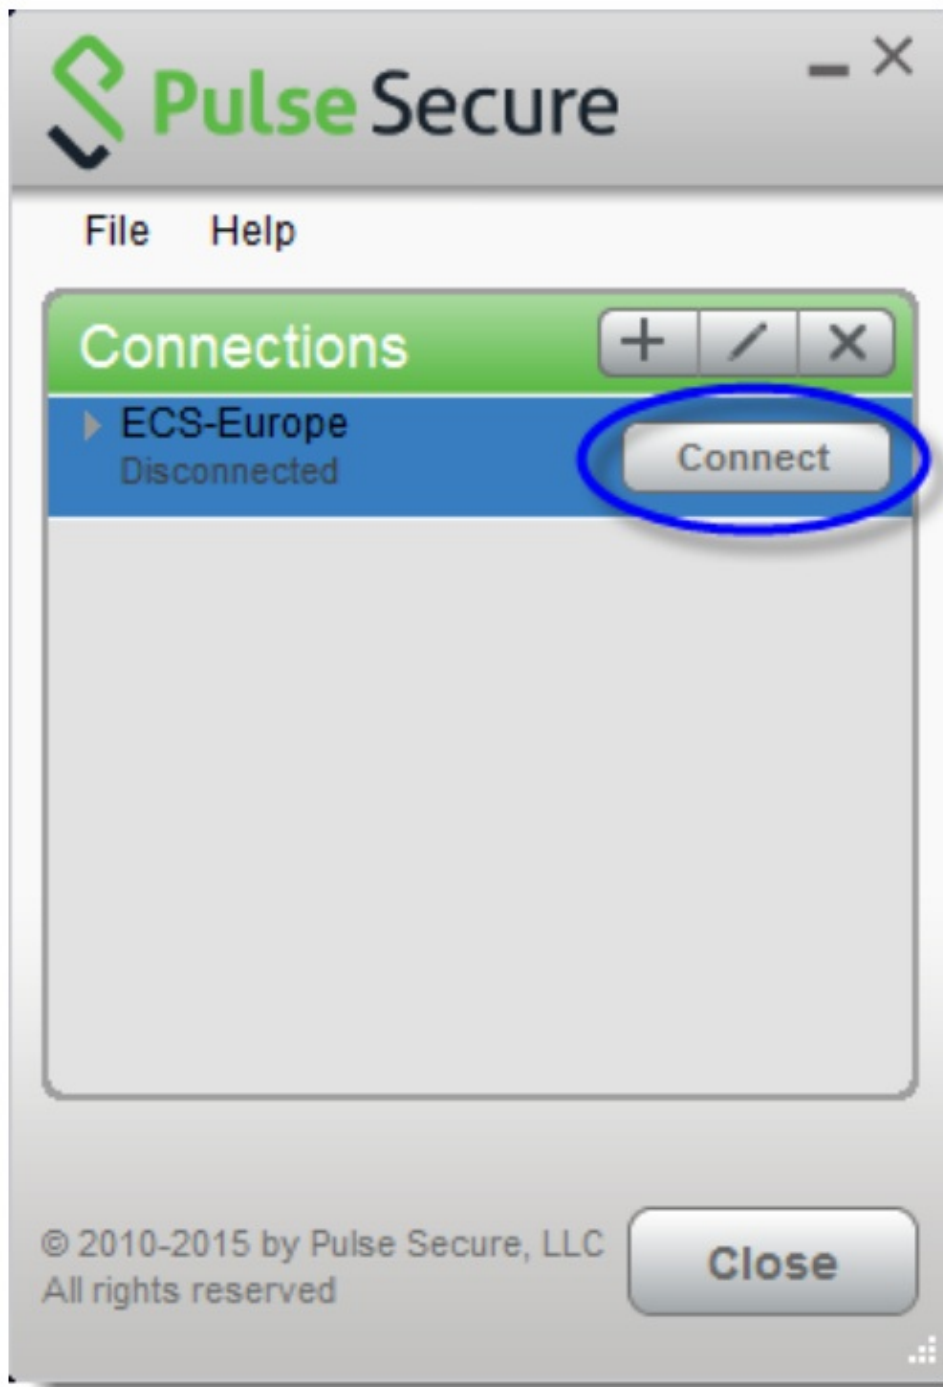 Pulse Secure
File Help
Connections
ECS-Europe
Connect
Disconnected
© 2010-2015 by Pulse Secure, LLC
All rights reserved
Close